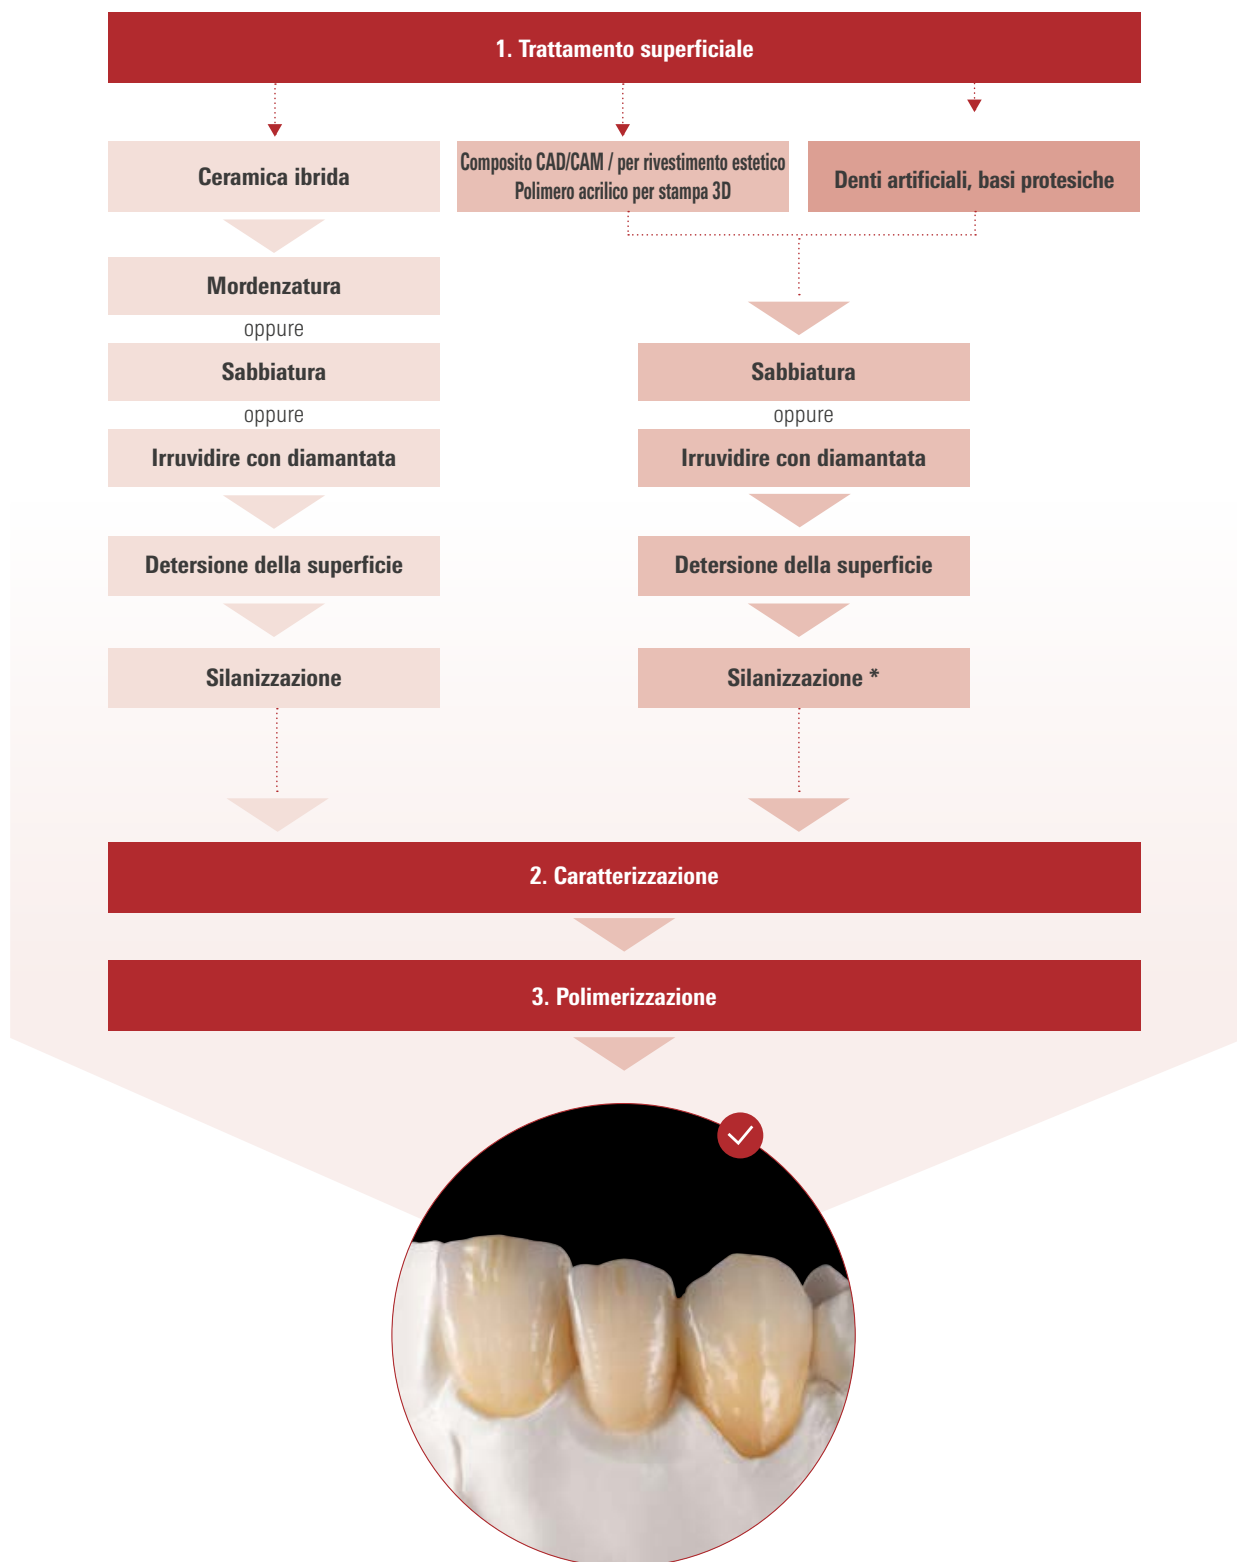 1. Trattamento superficiale
Ceramica ibrida
Composito CAD/CAM / per rivestimento estetico
Polimero acrilico per stampa 3D
Denti artificiali, basi protesiche
Mordenzatura
oppure
Sabbiatura
oppure
Irruvidire con diamantata
Detersione della superficie
Silanizzazione
Sabbiatura
oppure
Irruvidire con diamantata
Detersione della superficie
Silanizzazione *
2. Caratterizzazione
3. Polimerizzazione